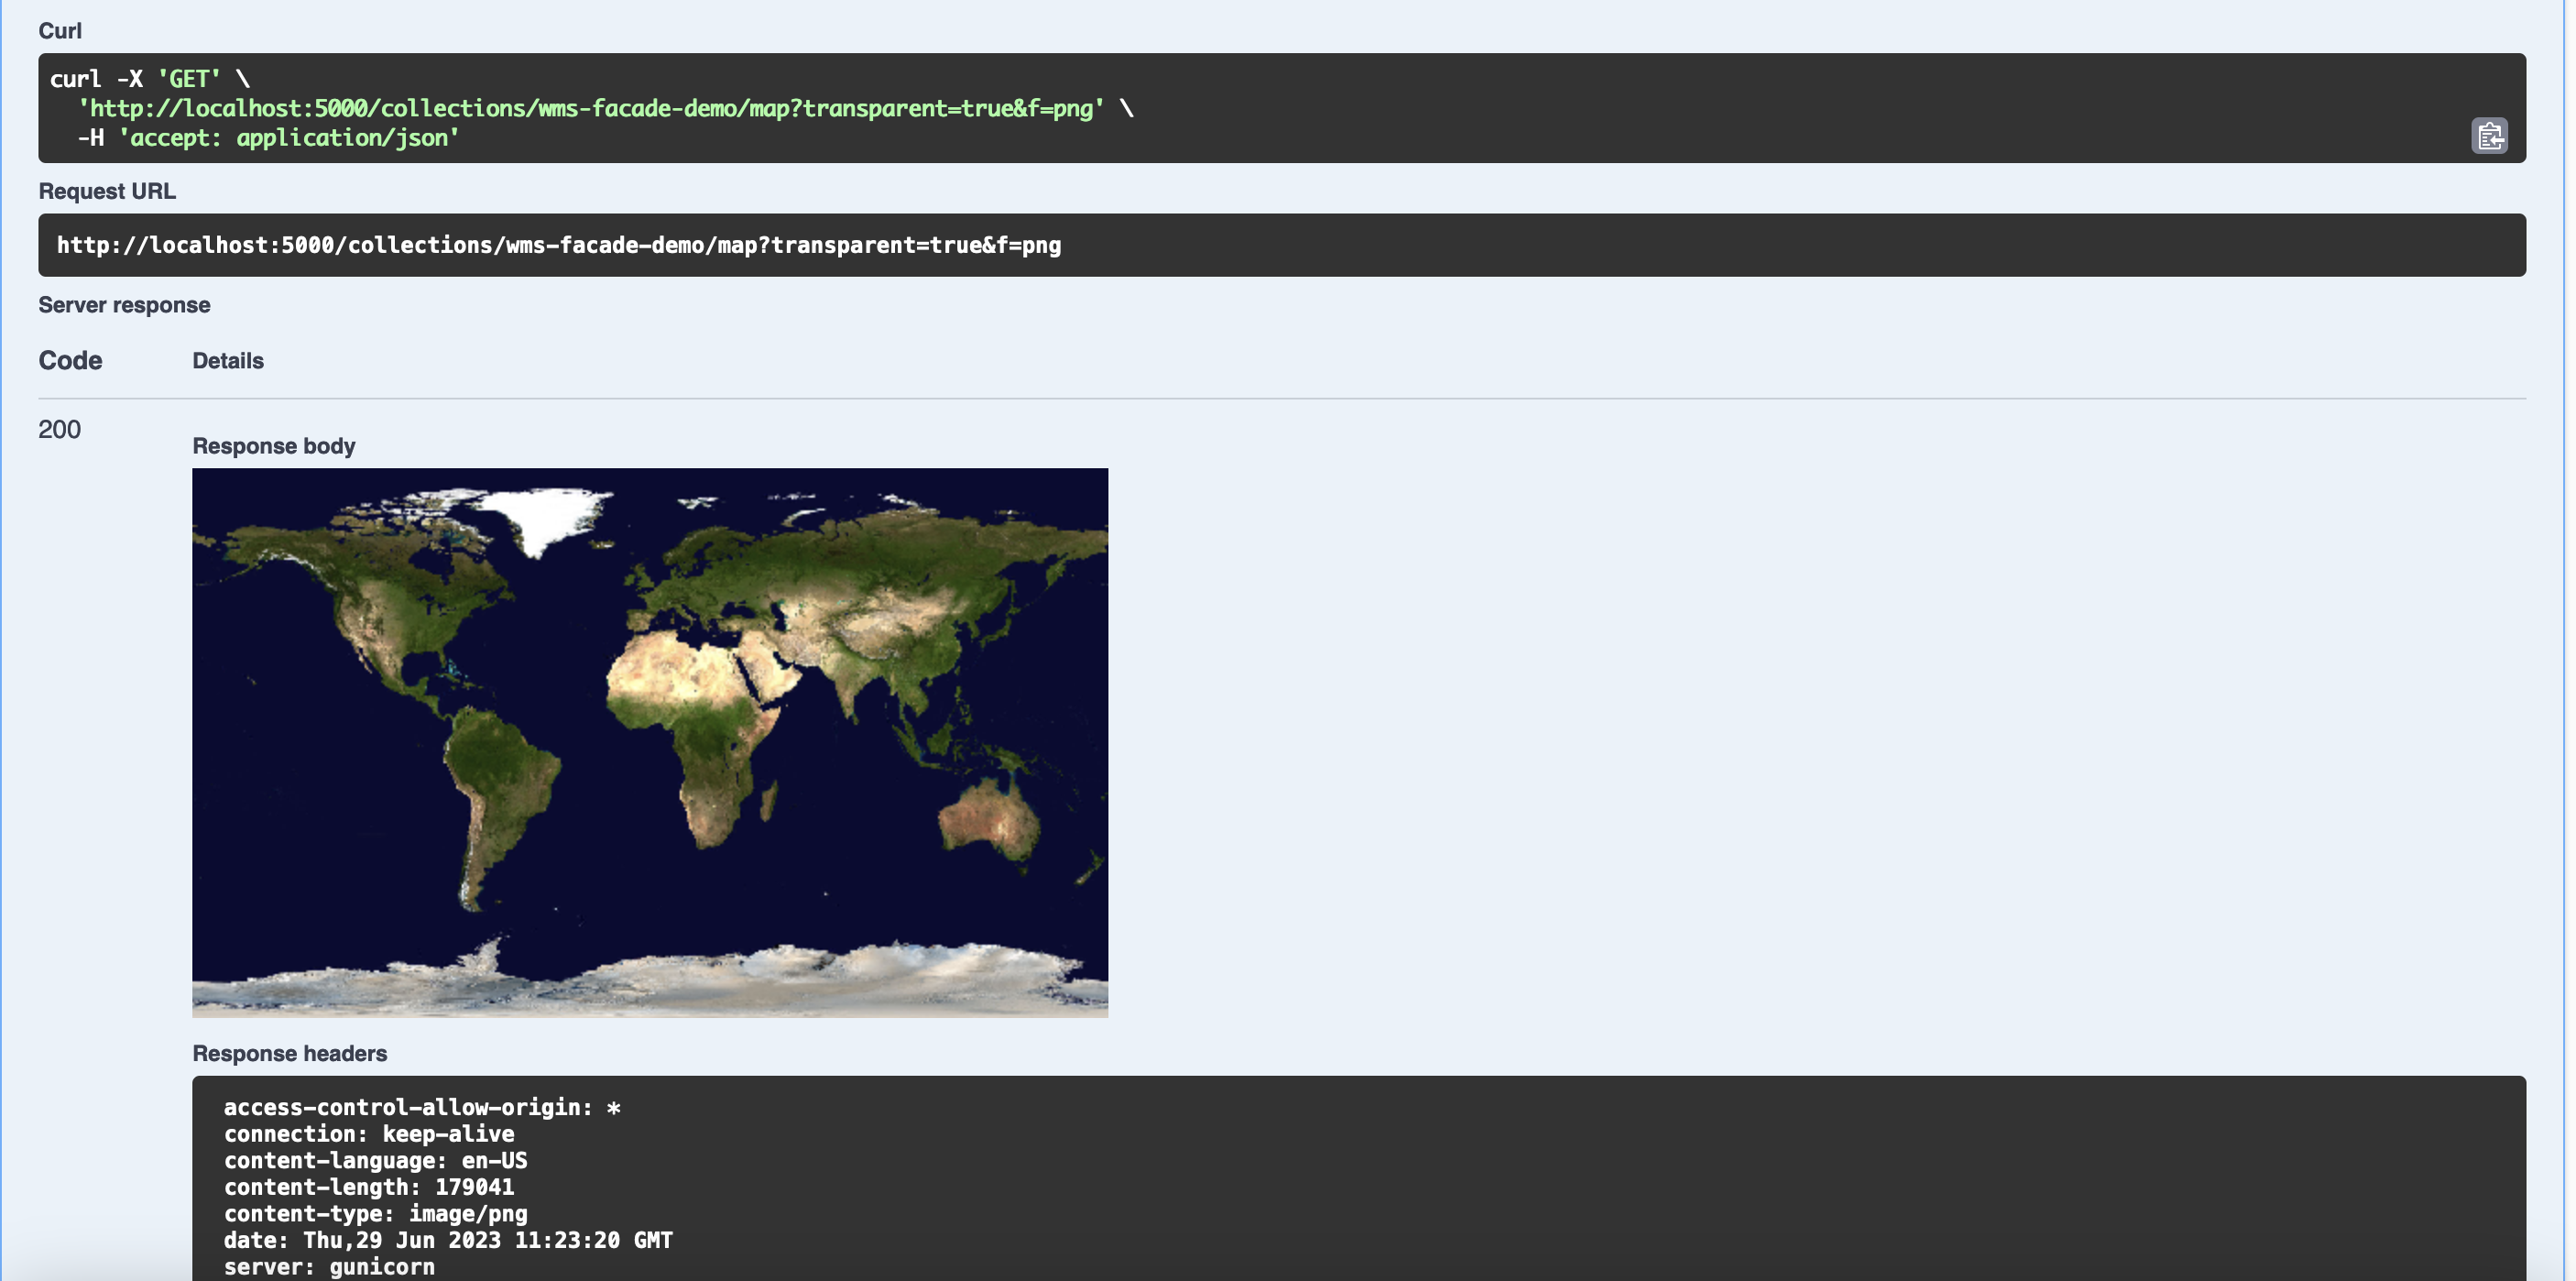 Curl
curl -X 'GET' \
'http://localhost:5000/collections/wms-facade-demo/map?transparent=true&f=png' \
-H 'accept: application/json'
Request URL
http://localhost:5000/collections/wms-facade-demo/map?transparent=true&f=png
Server response
Code Details
200
Response body
Response headers
access-control-allow-origin: *
connection: keep-alive
content-language: en-US
content-length: 179041
content-type: image/png
date: Thu,29 Jun 2023 11:23:20 GMT
server: gunicorn